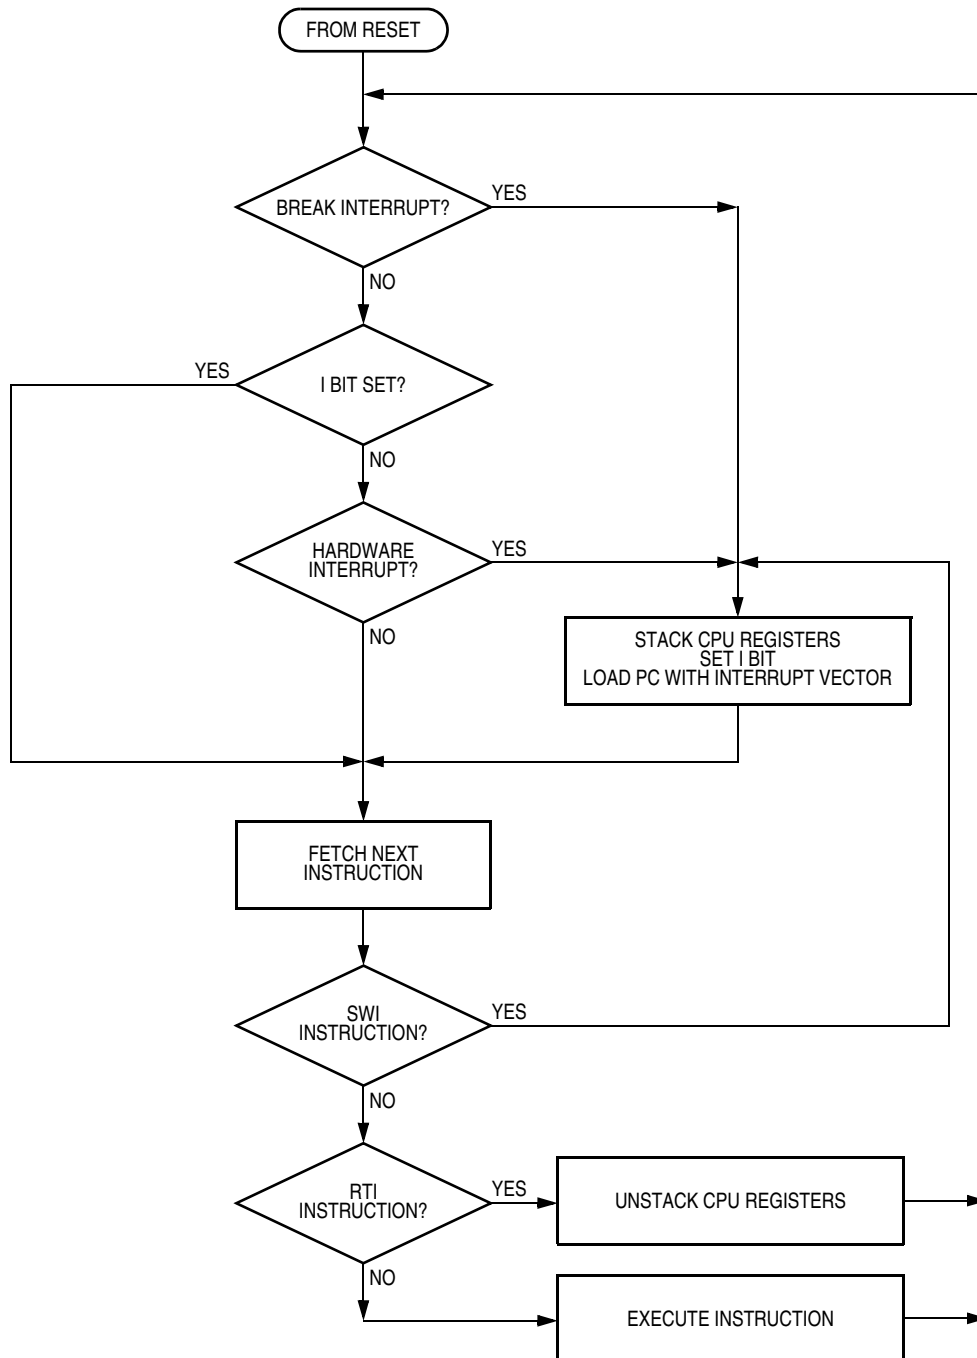 FROM RESET
BREAK INTERRUPT?
YES
NO
YES
I BIT SET?
NO
HARDWARE
INTERRUPT?
YES
NO
STACK CPU REGISTERS
SET I BIT
LOAD PC WITH INTERRUPT VECTOR
FETCH NEXT
INSTRUCTION
SWI
INSTRUCTION?
YES
NO
RTI
INSTRUCTION?
YES
UNSTACK CPU REGISTERS
NO
EXECUTE INSTRUCTION